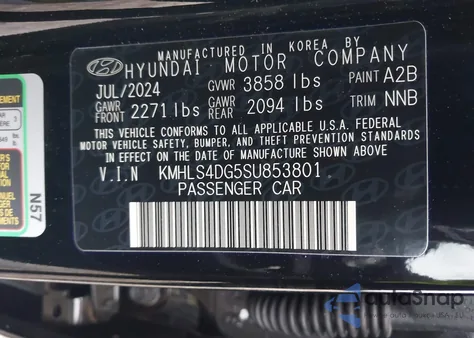 MANUFACTURED IN KOREA BY
HYUNDAI MOTOR COMPANY
JUL/2024 GVWR 3858 lbs PAINT A2B
GAWR FRONT 2271 lbs GAWR REAR 2094 lbs TRIM NNB
THIS VEHICLE CONFORMS TO ALL APPLICABLE U.S.A FEDERAL
MOTOR VEHICLE SAFETY, BUMPER, AND THEFT PREVENTION STANDARDS
IN EFFECT ON THE DATE OF MANUFACTURE SHOWN ABOVE.
V.I.N KMHLS4DG5SU853801
PASSENGER CAR
EMENT
3
N57
AutoSnap